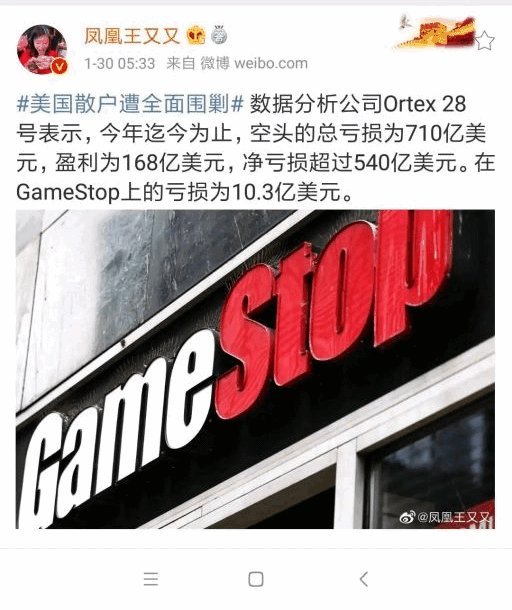 凤凰王又又
1-30 05:33 来自 微博 weibo.com
#美国散户遭全面围剿# 数据分析公司Ortex 28
号表示，今年迄今为止，空头的总亏损为710亿美
元，盈利为168亿美元，净亏损超过540亿美元。在
GameStop上的亏损为10.3亿美元。
GameStop
@凤凰王又又